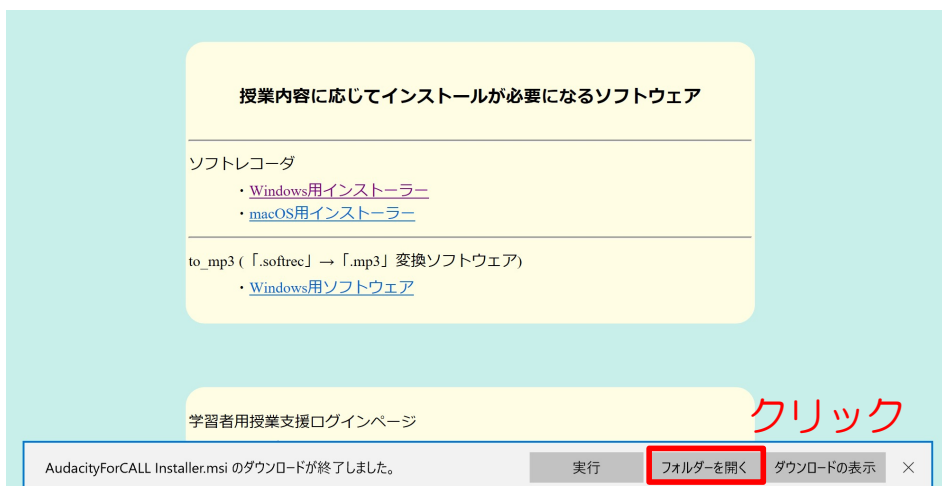 授業内容に応じてインストールが必要になるソフトウェア
ソフトレコーダ
・Windows用インストーラー
・macOS用インストーラー
to_mp3 (「.softrec」→「.mp3」変換ソフトウェア)
・Windows用ソフトウェア
学習者用授業支援ログインページ
クリック
AudacityForCALL Installer.msi のダウンロードが終了しました。 実行 フォルダーを開く ダウンロードの表示 ×